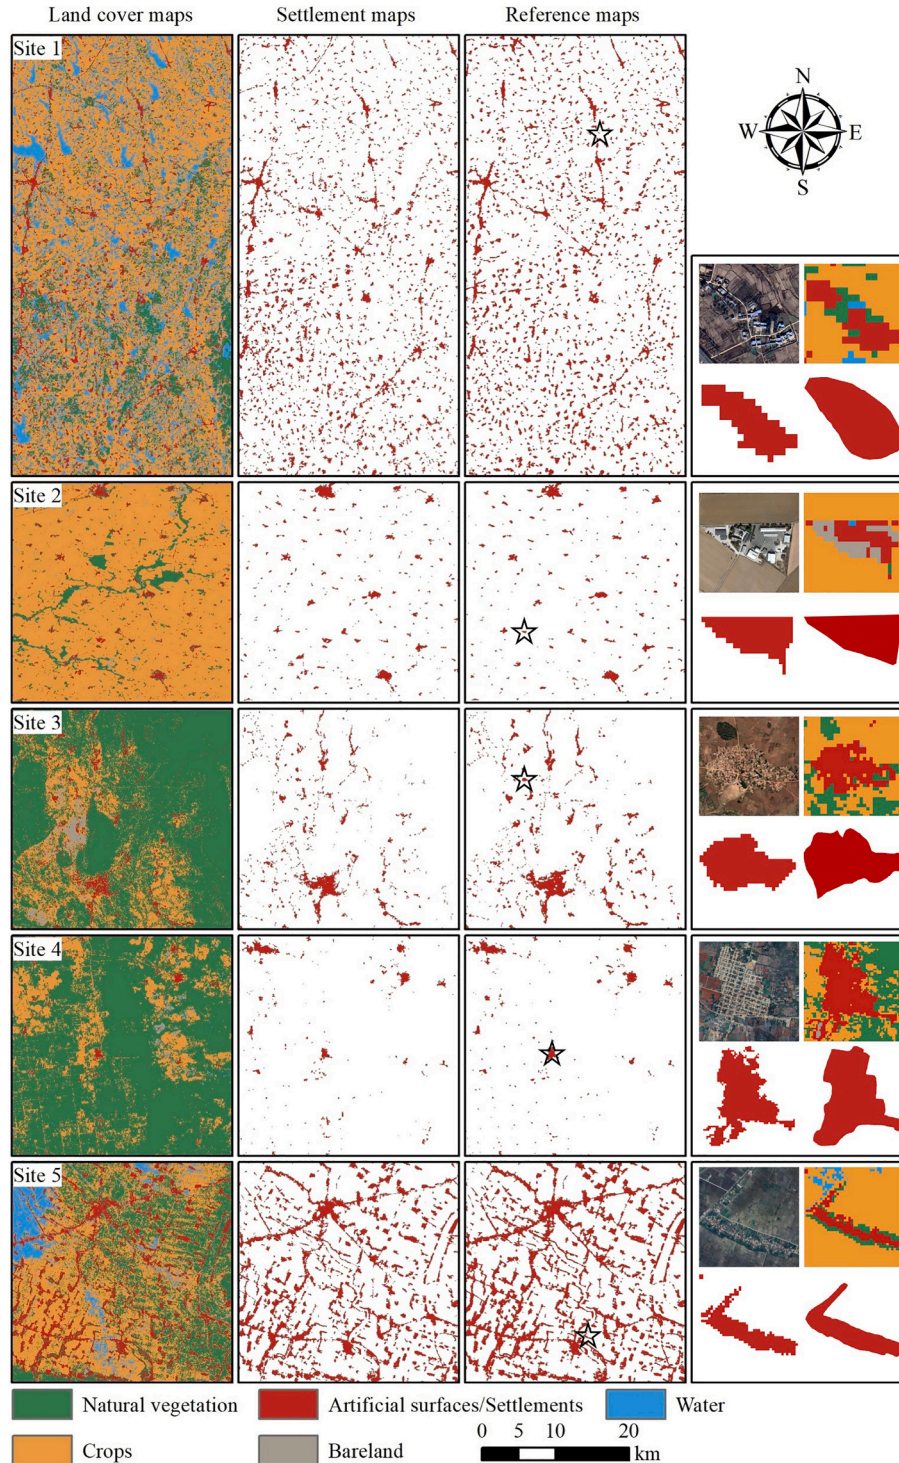 Land cover maps Settlement maps Reference maps
Site 1
N
W E
S
Site 2
Site 3
Site 4
Site 5
Natural vegetation Artificial surfaces/Settlements Water
Crops Bareland
0 5 10 20
km